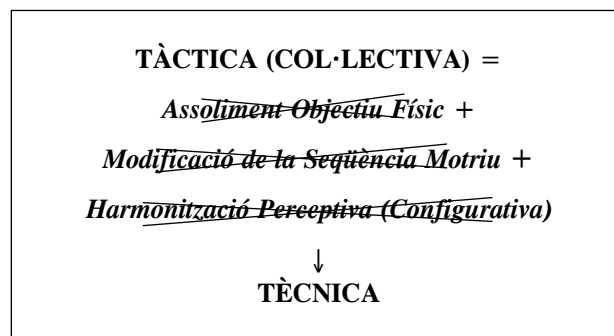 TÀCTICA (COL·LECTIVA) =
Assoliment Objectiu Físic +
Modificació de la Seqüència Motriu +
Harmonització Perceptiva (Configurativa)
↓
TÈCNICA